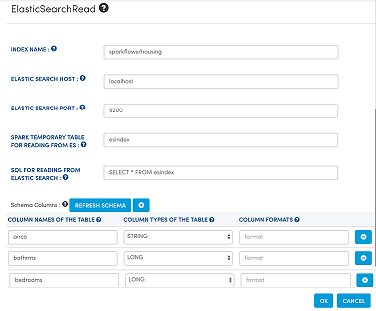 ElasticSearchRead
INDEX NAME :
sparkflows/housing
ELASTIC SEARCH HOST :
localhost
ELASTIC SEARCH PORT :
9200
SPARK TEMPORARY TABLE
FOR READING FROM ES :
esIndex
SQL FOR READING FROM
ELASTIC SEARCH :
SELECT * FROM esIndex
Schema Columns : REFRESH SCHEMA
COLUMN NAMES OF THE TABLE COLUMN TYPES OF THE TABLE COLUMN FORMATS
airco STRING format
bathrms LONG format
bedrooms LONG format
OK CANCEL